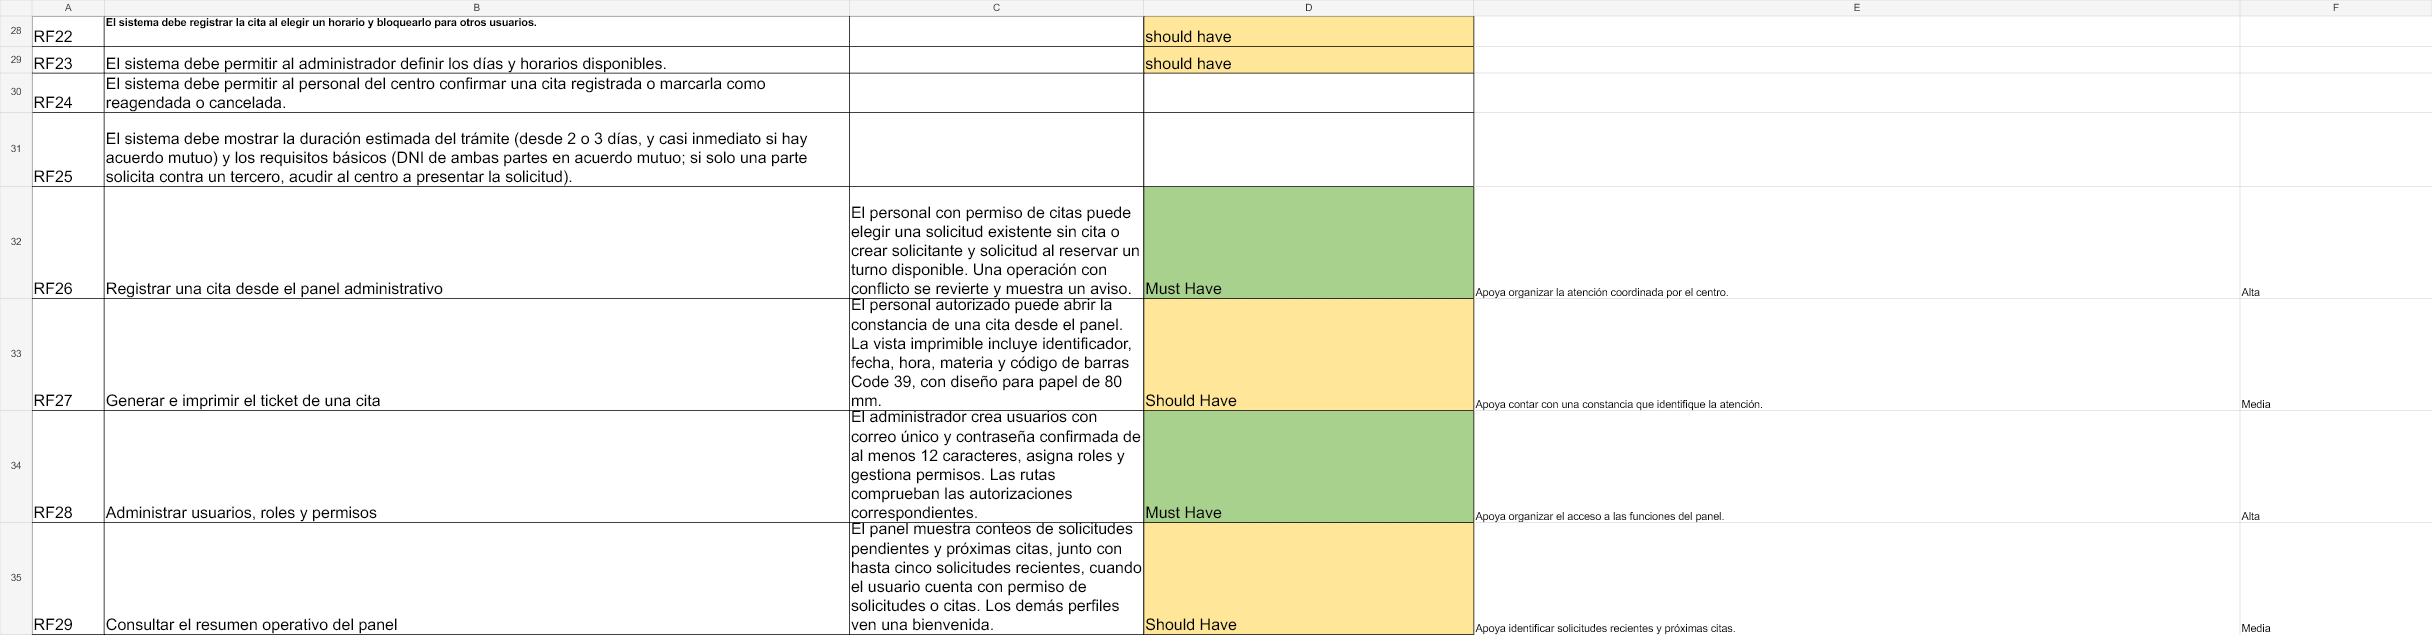 A B C D E F
28 RF22 El sistema debe registrar la cita al elegir un horario y bloquearlo para otros usuarios. should have
29 RF23 El sistema debe permitir al administrador definir los días y horarios disponibles. should have
30 RF24 El sistema debe permitir al personal del centro confirmar una cita registrada o marcarla como
reagendada o cancelada.
31 RF25 El sistema debe mostrar la duración estimada del trámite (desde 2 o 3 días, y casi inmediato si hay
acuerdo mutuo) y los requisitos básicos (DNI de ambas partes en acuerdo mutuo; si solo una parte
solicita contra un tercero, acudir al centro a presentar la solicitud).
32 RF26 Registrar una cita desde el panel administrativo
El personal con permiso de citas puede
elegir una solicitud existente sin cita o
crear solicitante y solicitud al reservar un
turno disponible. Una operación con
conflicto se revierte y muestra un aviso.
Must Have
Apoya organizar la atención coordinada por el centro.
Alta
33 RF27 Generar e imprimir el ticket de una cita
El personal autorizado puede abrir la
constancia de una cita desde el panel.
La vista imprimible incluye identificador,
fecha, hora, materia y código de barras
Code 39, con diseño para papel de 80
mm.
Should Have
Apoya contar con una constancia que identifique la atención.
Media
34 RF28 Administrar usuarios, roles y permisos
El administrador crea usuarios con
correo único y contraseña confirmada de
al menos 12 caracteres, asigna roles y
gestiona permisos. Las rutas
comprueban las autorizaciones
correspondientes.
Must Have
Apoya organizar el acceso a las funciones del panel.
Alta
35 RF29 Consultar el resumen operativo del panel
El panel muestra conteos de solicitudes
pendientes y próximas citas, junto con
hasta cinco solicitudes recientes, cuando
el usuario cuenta con permiso de
solicitudes o citas. Los demás perfiles
ven una bienvenida.
Should Have
Apoya identificar solicitudes recientes y próximas citas.
Media